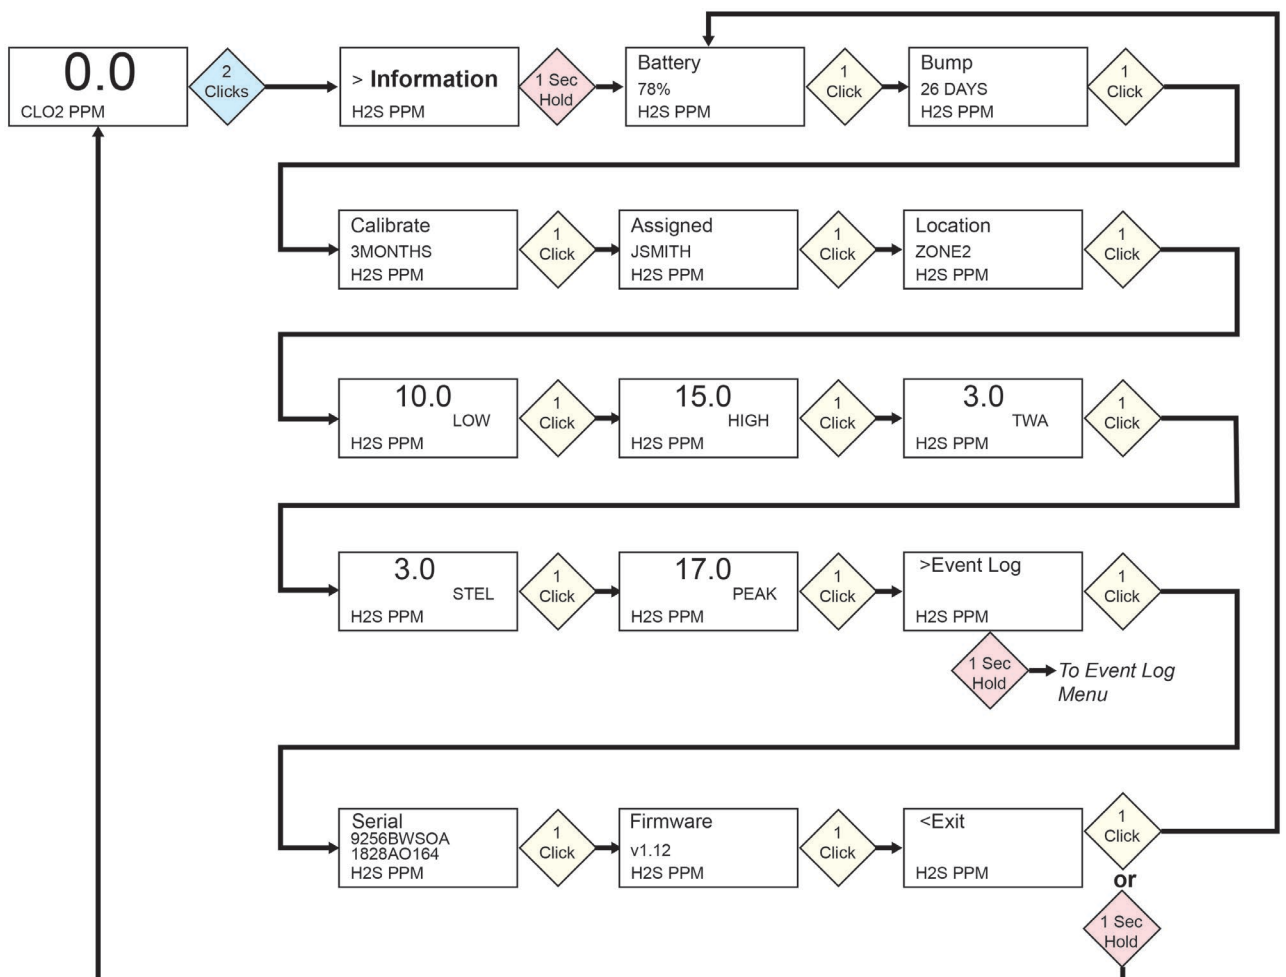 0.0
CLO2 PPM
2
Clicks
> Information
H2S PPM
1 Sec
Hold
Battery
78%
H2S PPM
1
Click
Bump
26 DAYS
H2S PPM
1
Click
Calibrate
3MONTHS
H2S PPM
1
Click
Assigned
JSMITH
H2S PPM
1
Click
Location
ZONE2
H2S PPM
1
Click
10.0
LOW
H2S PPM
1
Click
15.0
HIGH
H2S PPM
1
Click
3.0
TWA
H2S PPM
1
Click
3.0
STEL
H2S PPM
1
Click
17.0
PEAK
H2S PPM
1
Click
>Event Log
H2S PPM
1
Click
1 Sec
Hold
To Event Log
Menu
Serial
9256BWSOA
1828AO164
H2S PPM
1
Click
Firmware
v1.12
H2S PPM
1
Click
<Exit
H2S PPM
1
Click
or
1 Sec
Hold